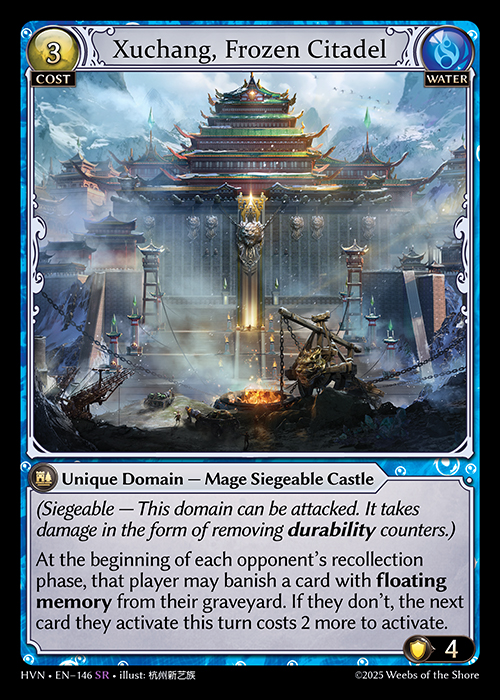 3
COST
Xuchang, Frozen Citadel
WATER
Unique Domain — Mage Siegeable Castle
(Siegeable — This domain can be attacked. It takes
damage in the form of removing durability counters.)
At the beginning of each opponent's recollection
phase, that player may banish a card with floating
memory from their graveyard. If they don't, the next
card they activate this turn costs 2 more to activate.
4
HVN • EN-146 SR • illust: 杭州新艺族
©2025 Weebs of the Shore